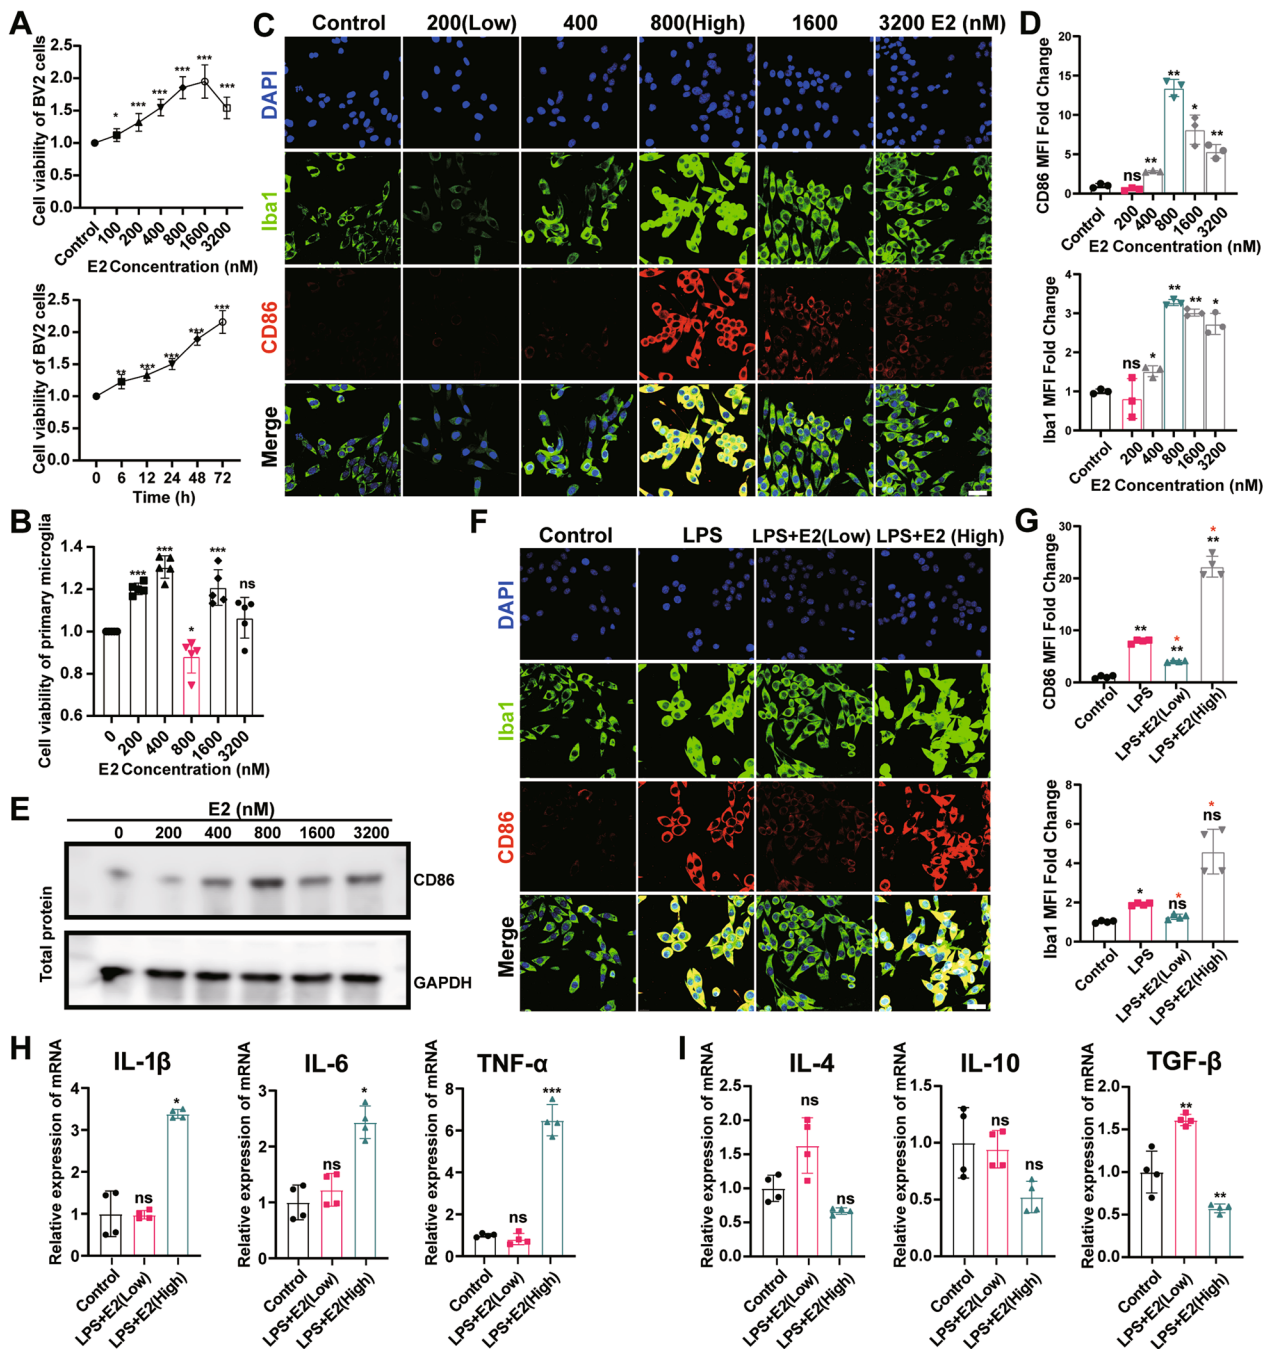 A
Cell viability of BV2 cells
2.5
2.0
1.5
1.0
0.5
0.0
*
***
***
***
***
***
Control
100
200
400
800
1600
3200
E2 Concentration (nM)
Cell viability of BV2 cells
2.5
2.0
1.5
1.0
0.5
0.0
**
***
***
***
***
0 6 12 24 48 72
Time (h)
B
Cell viability of primary microglia
1.4
1.2
1.0
0.8
0.6
***
***
*
***
ns
0
200
400
800
1600
3200
E2 Concentration (nM)
C
Control 200(Low) 400 800(High) 1600 3200 E2 (nM)
DAPI
Iba1
CD86
Merge
D
CD86 MFI Fold Change
20
15
10
5
0
ns
**
**
*
**
Control
200
400
800
1600
3200
E2 Concentration (nM)
Iba1 MFI Fold Change
4
3
2
1
0
ns
*
**
**
*
Control
200
400
800
1600
3200
E2 Concentration (nM)
E
E2 (nM)
0 200 400 800 1600 3200
Total protein
CD86
GAPDH
F
Control LPS LPS+E2(Low) LPS+E2 (High)
DAPI
Iba1
CD86
Merge
G
CD86 MFI Fold Change
30
20
10
0
**
*
**
*
**
Control
LPS
LPS+E2(Low)
LPS+E2(High)
Iba1 MFI Fold Change
8
6
4
2
0
*
*
ns
*
ns
Control
LPS
LPS+E2(Low)
LPS+E2(High)
H
IL-1β
Relative expression of mRNA
4
3
2
1
0
ns
*
Control
LPS+E2(Low)
LPS+E2(High)
IL-6
Relative expression of mRNA
3
2
1
0
ns
*
Control
LPS+E2(Low)
LPS+E2(High)
TNF-α
Relative expression of mRNA
8
6
4
2
0
ns
***
Control
LPS+E2(Low)
LPS+E2(High)
I
IL-4
Relative expression of mRNA
2.5
2.0
1.5
1.0
0.5
0.0
ns
ns
Control
LPS+E2(Low)
LPS+E2(High)
IL-10
Relative expression of mRNA
1.5
1.0
0.5
0.0
ns
ns
Control
LPS+E2(Low)
LPS+E2(High)
TGF-β
Relative expression of mRNA
2.0
1.5
1.0
0.5
0.0
**
**
Control
LPS+E2(Low)
LPS+E2(High)